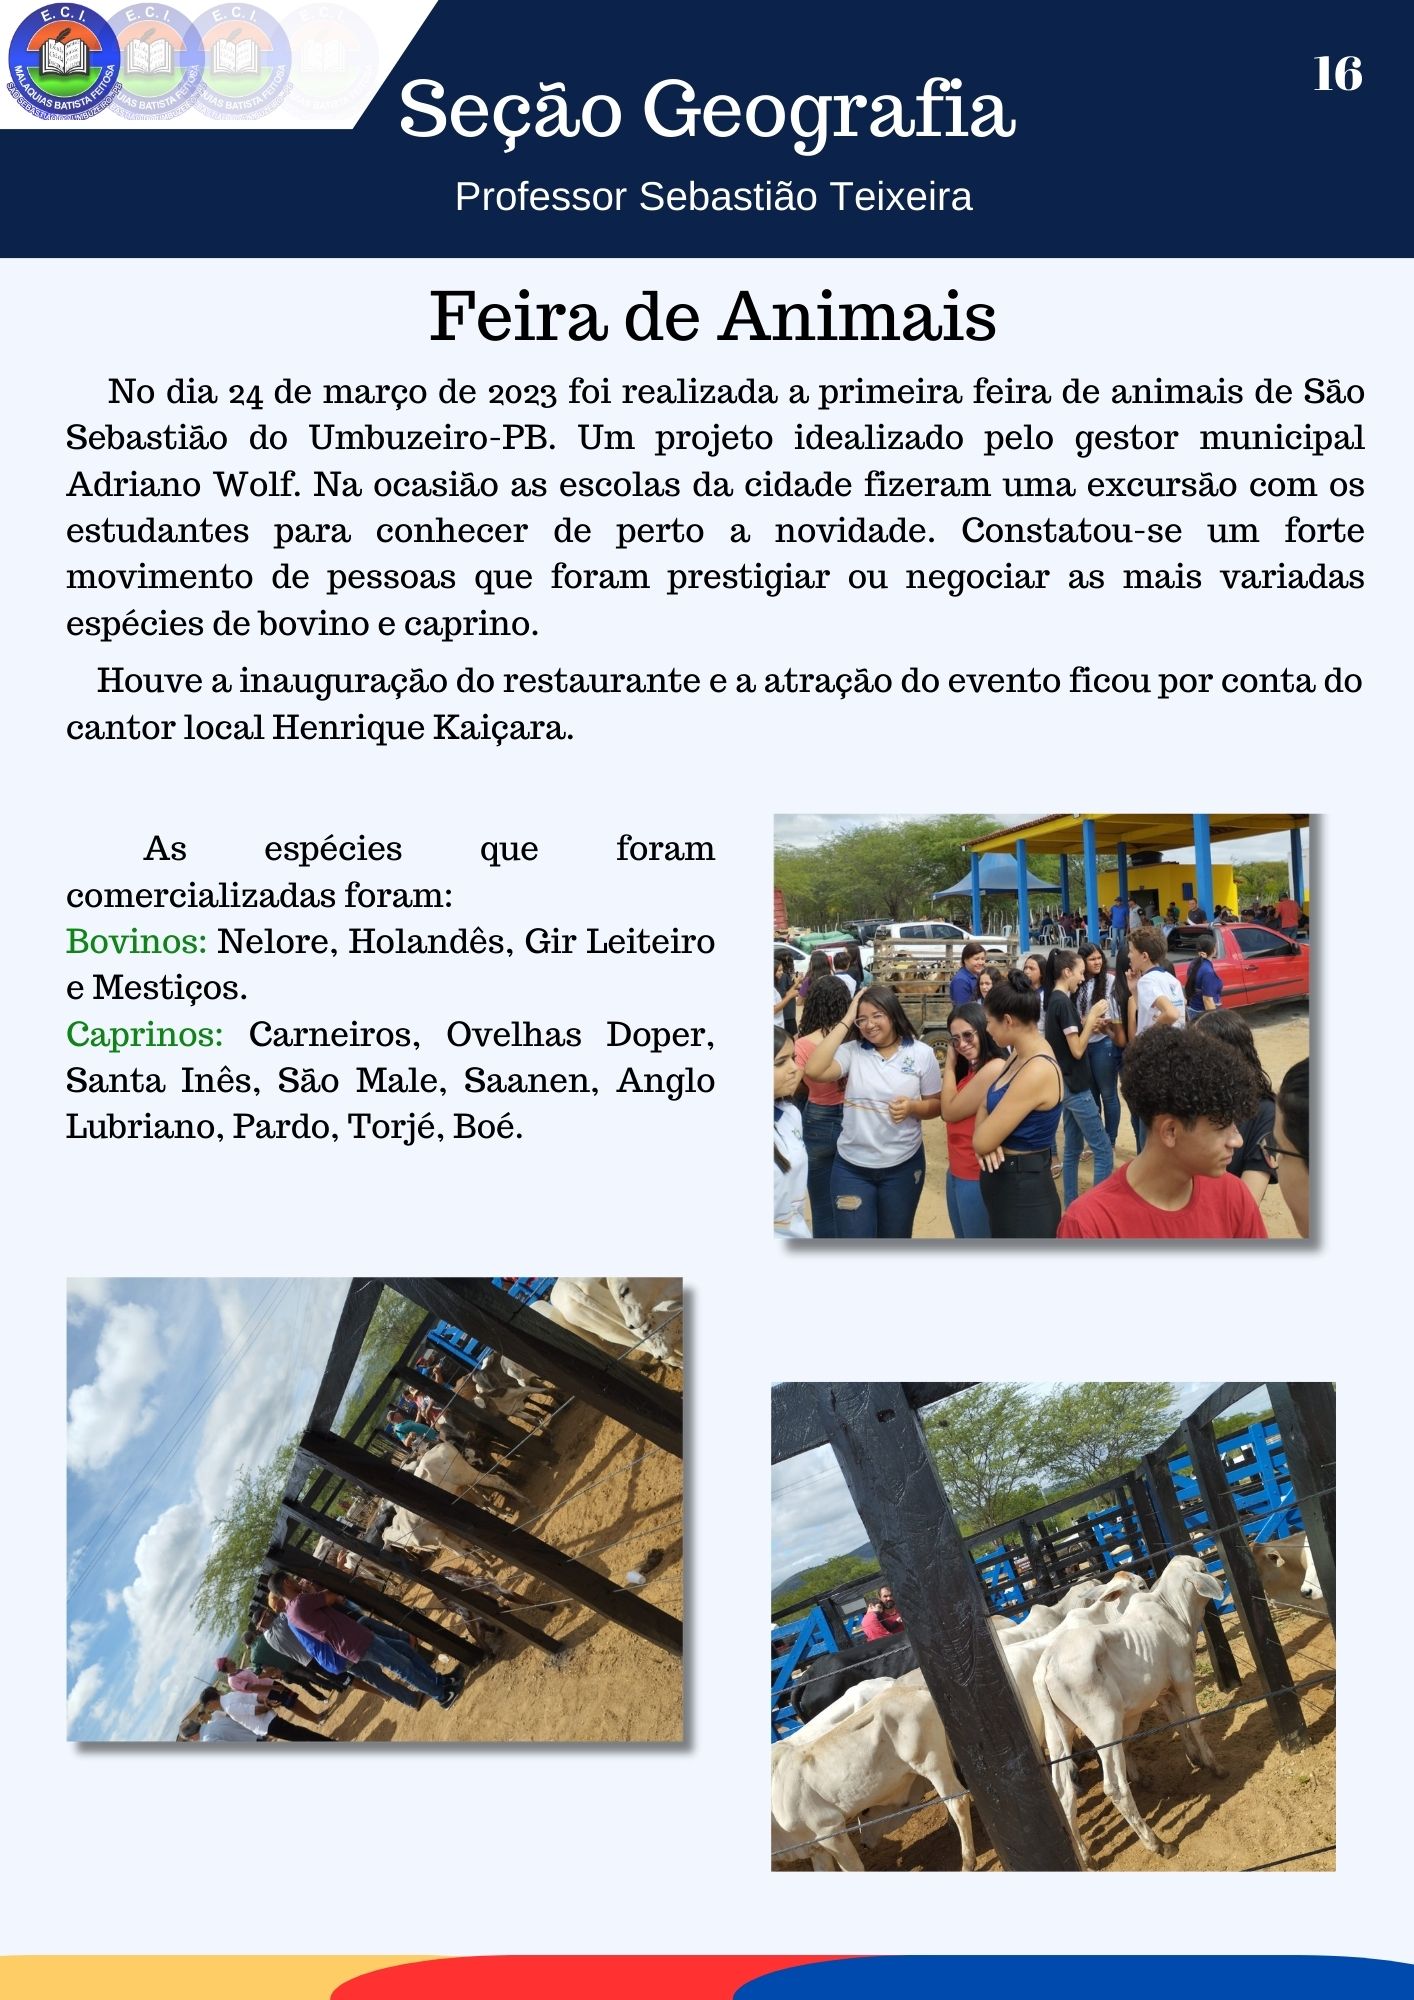 E. C. I.
MALAQUIAS BATISTA FEITOSA
16
Seção Geografia
Professor Sebastião Teixeira
Feira de Animais
No dia 24 de março de 2023 foi realizada a primeira feira de animais de São
Sebastião do Umbuzeiro-PB. Um projeto idealizado pelo gestor municipal
Adriano Wolf. Na ocasião as escolas da cidade fizeram uma excursão com os
estudantes para conhecer de perto a novidade. Constatou-se um forte
movimento de pessoas que foram prestigiar ou negociar as mais variadas
espécies de bovino e caprino.
Houve a inauguração do restaurante e a atração do evento ficou por conta do
cantor local Henrique Kaiçara.
As espécies que foram
comercializadas foram:
Bovinos: Nelore, Holandês, Gir Leiteiro
e Mestiços.
Caprinos: Carneiros, Ovelhas Doper,
Santa Inês, São Male, Saanen, Anglo
Lubriano, Pardo, Torjé, Boé.